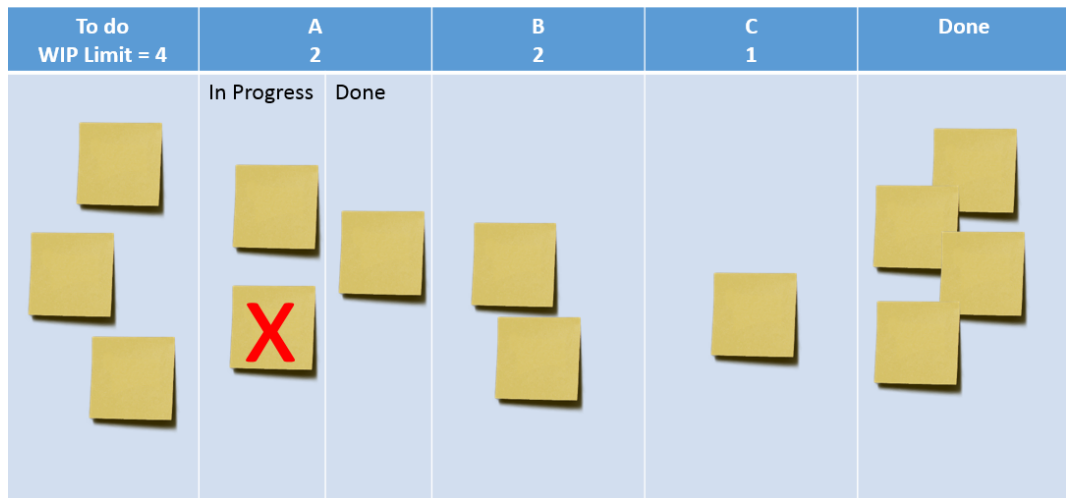 To do
WIP Limit = 4
A
2
B
2
C
1
Done
In Progress
Done
X